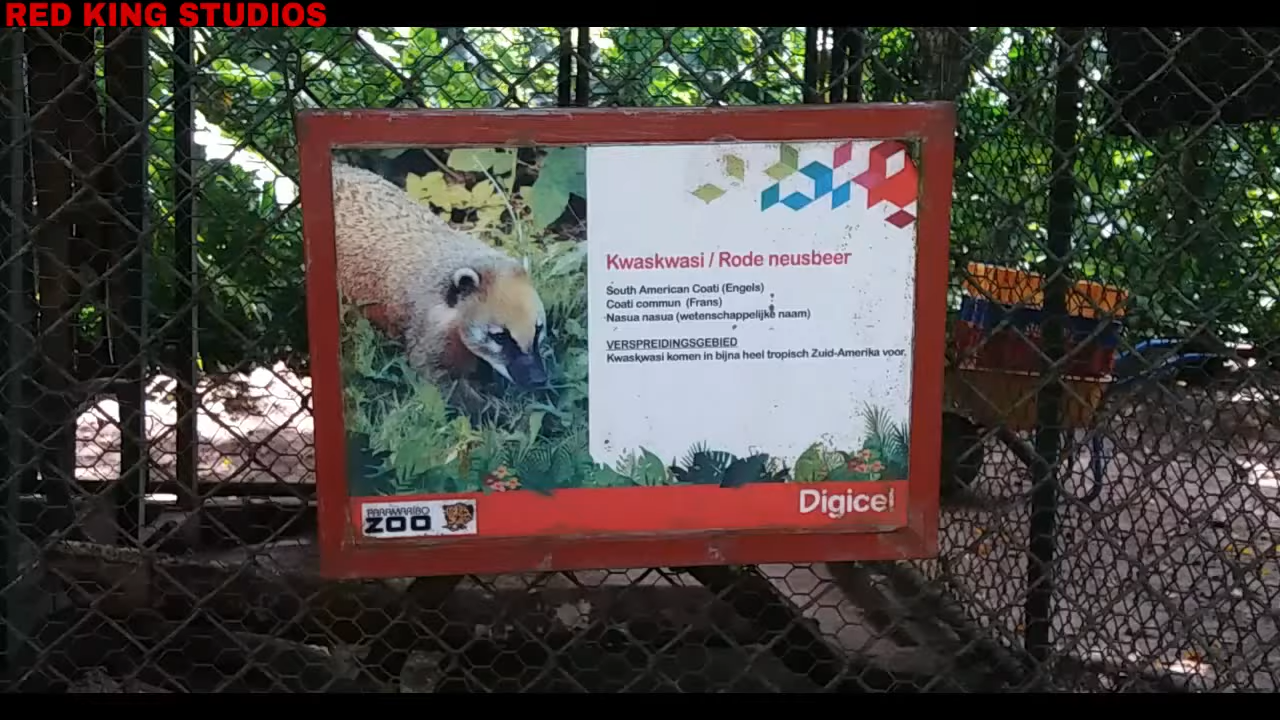 RED KING STUDIOS
Kwaskwasi / Rode neusbeer
South American Coati (Engels)
Coati commun (Frans)
Nasua nasua (wetenschappelijke naam)
VERSPREIDINGSGEBIED
Kwaskwasi komen in bijna heel tropisch Zuid-Amerika voor.
PARAMARIBO
ZOO
Digicel